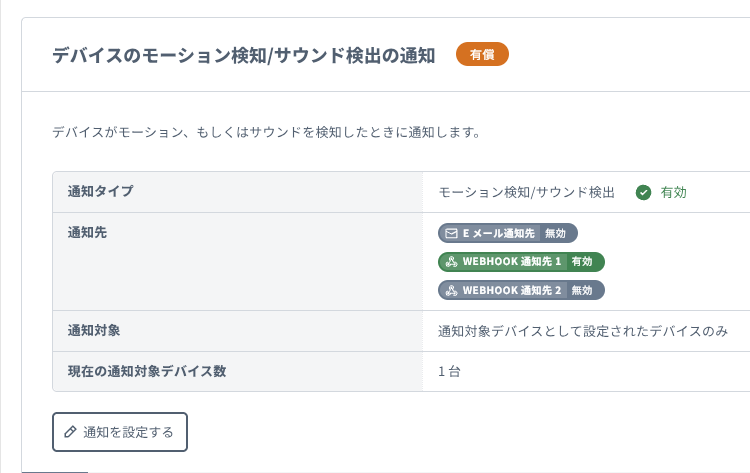 デバイスのモーション検知/サウンド検出の通知 有償
デバイスがモーション、もしくはサウンドを検知したときに通知します。
通知タイプ モーション検知/サウンド検出 有効
通知先 E メール通知先 無効
WEBHOOK 通知先 1 有効
WEBHOOK 通知先 2 無効
通知対象 通知対象デバイスとして設定されたデバイスのみ
現在の通知対象デバイス数 1 台
通知を設定する